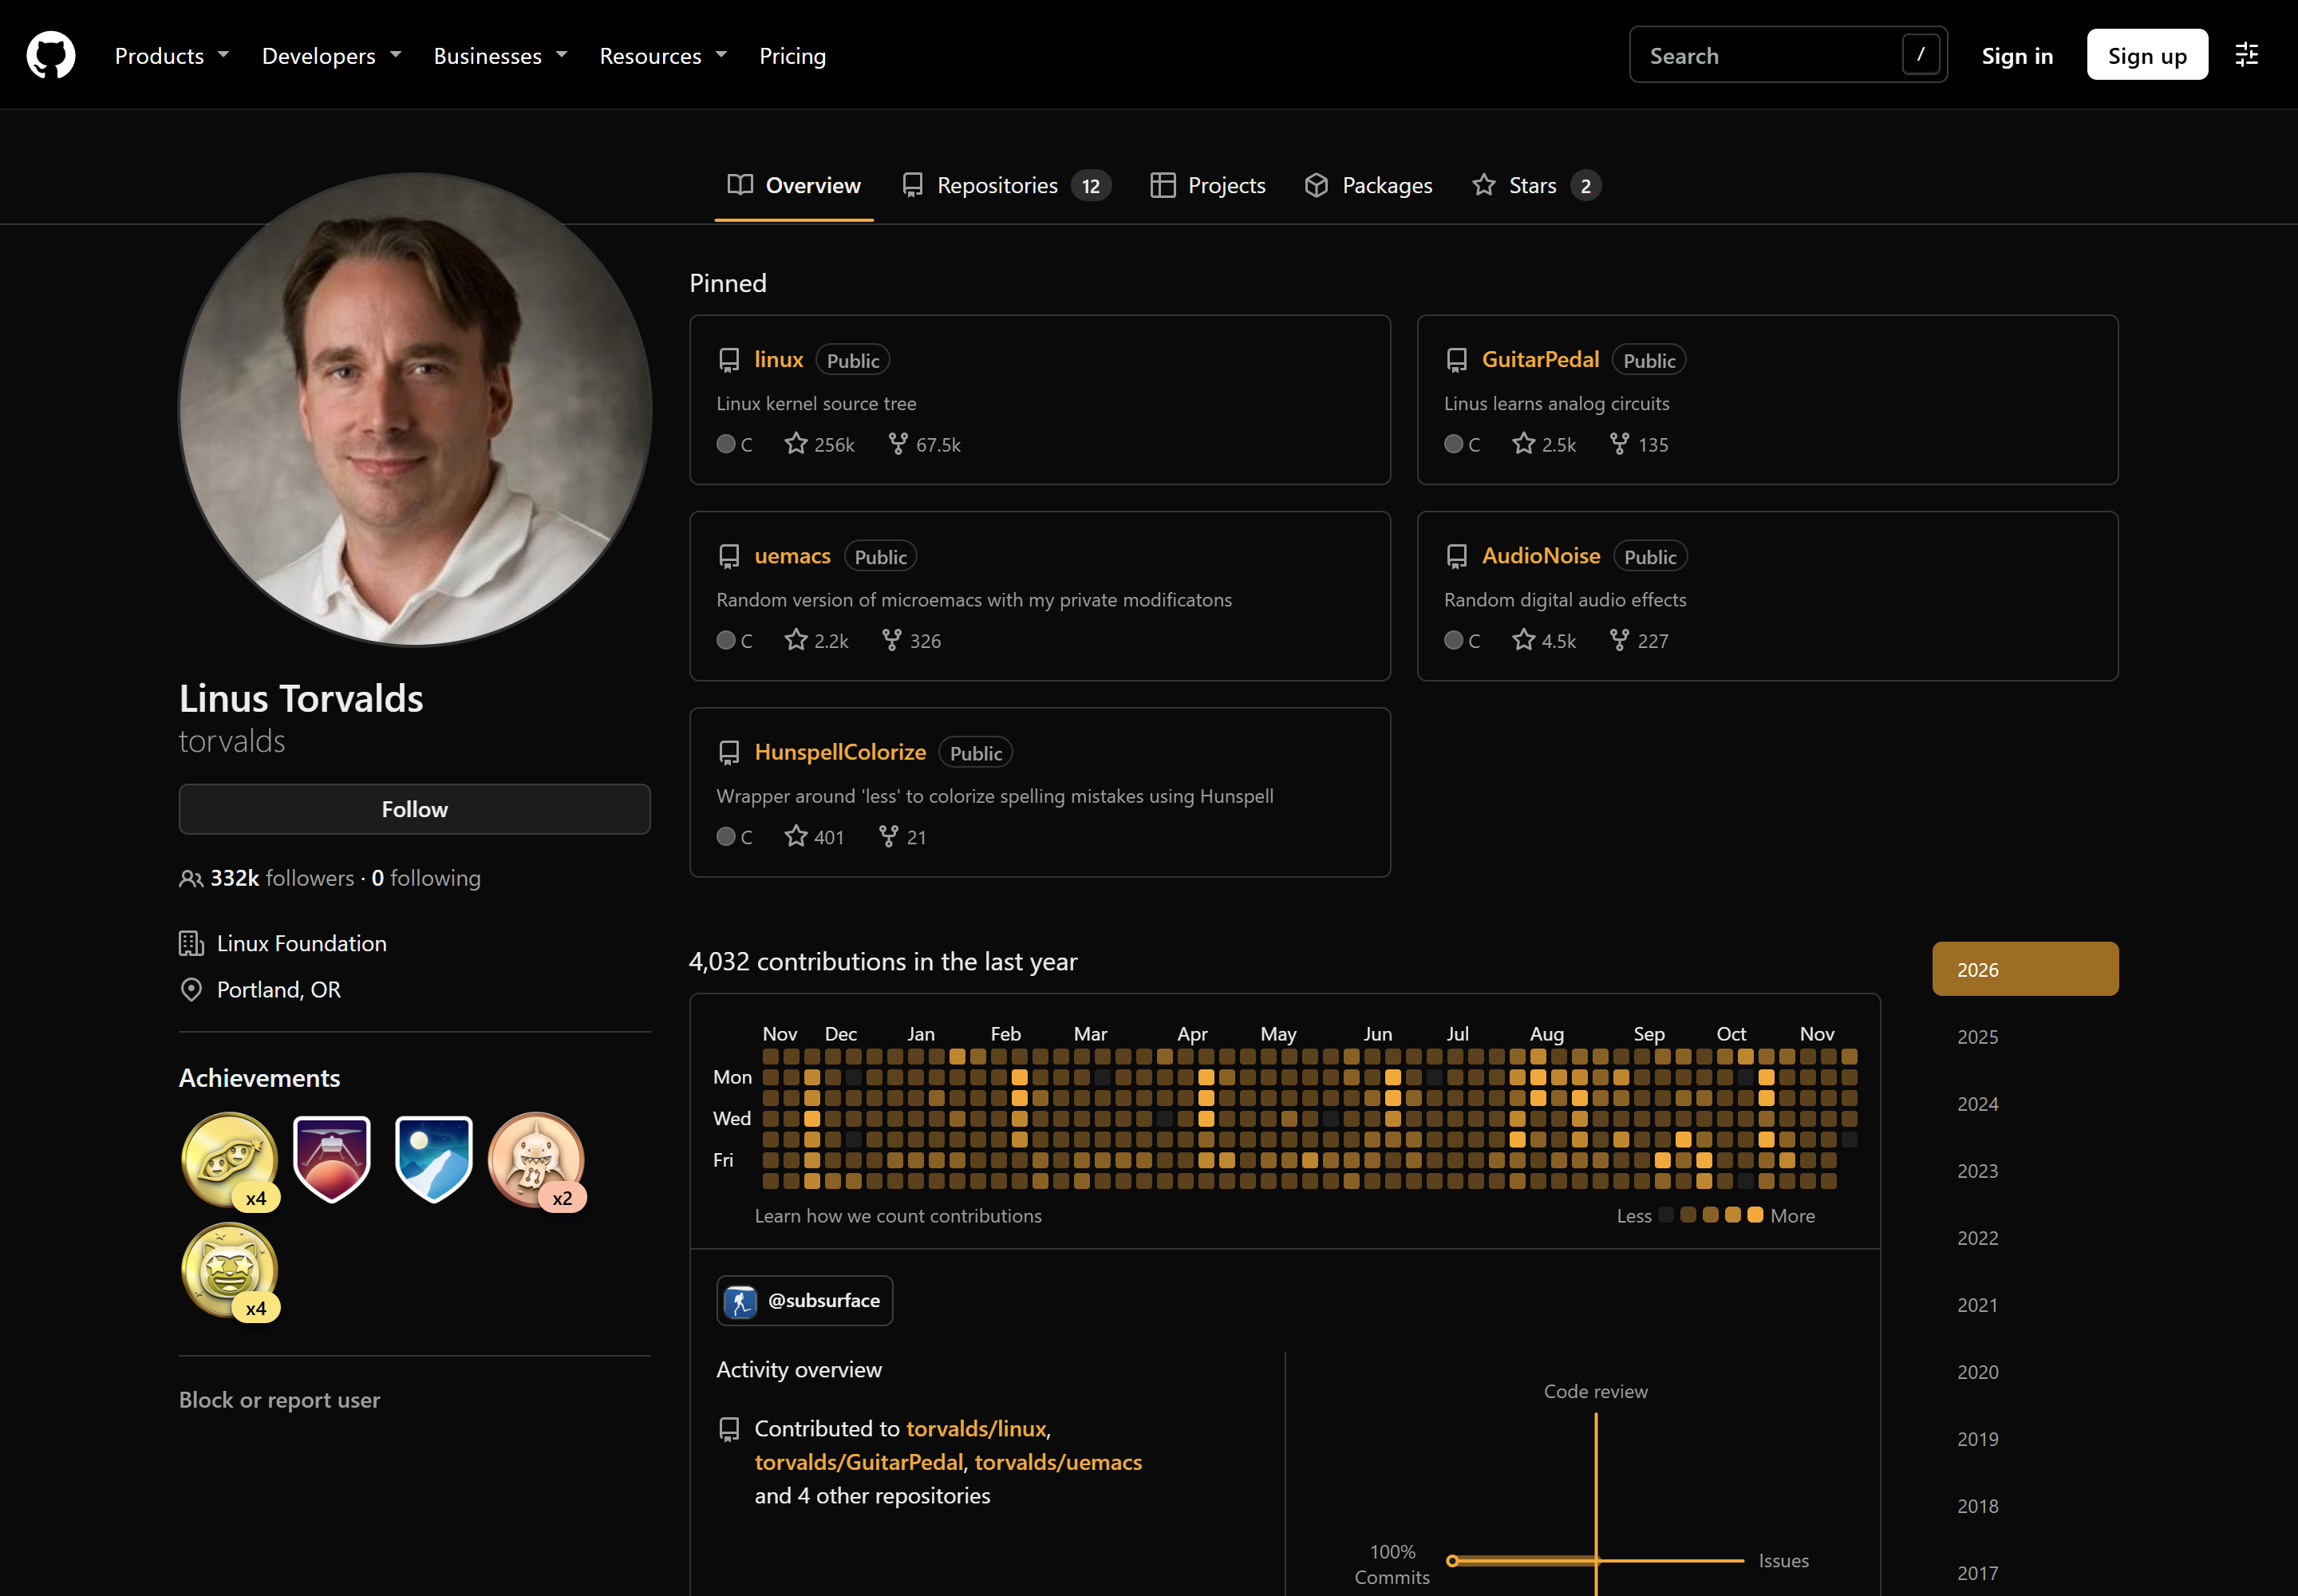 Products Developers Businesses Resources Pricing Search / Sign in Sign up
Overview Repositories 12 Projects Packages Stars 2
Linus Torvalds
torvalds
Follow
332k followers · 0 following
Linux Foundation
Portland, OR
Achievements
x4
x2
x4
Block or report user
Pinned
linux Public
Linux kernel source tree
C 256k 67.5k
GuitarPedal Public
Linus learns analog circuits
C 2.5k 135
uemacs Public
Random version of microemacs with my private modificatons
C 2.2k 326
AudioNoise Public
Random digital audio effects
C 4.5k 227
HunspellColorize Public
Wrapper around 'less' to colorize spelling mistakes using Hunspell
C 401 21
4,032 contributions in the last year
Nov Dec Jan Feb Mar Apr May Jun Jul Aug Sep Oct Nov
Mon
Wed
Fri
Learn how we count contributions
Less More
@subsurface
Activity overview
Contributed to torvalds/linux,
torvalds/GuitarPedal, torvalds/uemacs
and 4 other repositories
Code review
100%
Commits
Issues
2026
2025
2024
2023
2022
2021
2020
2019
2018
2017